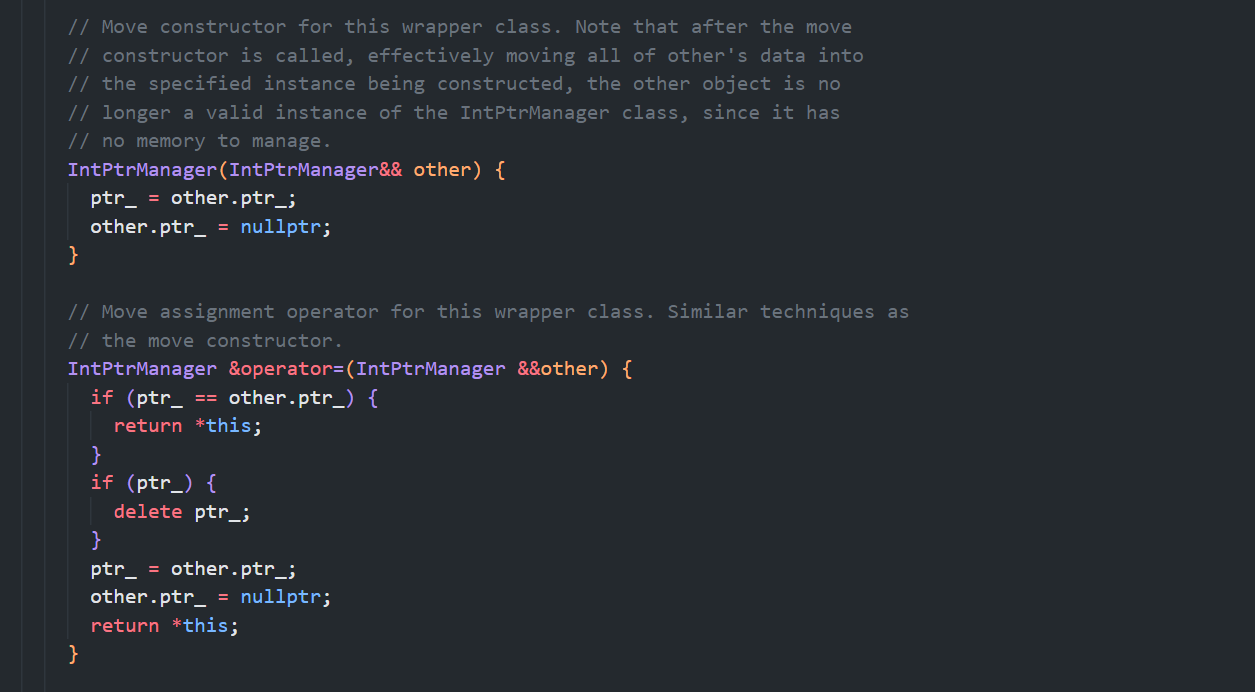 // Move constructor for this wrapper class. Note that after the move
// constructor is called, effectively moving all of other's data into
// the specified instance being constructed, the other object is no
// longer a valid instance of the IntPtrManager class, since it has
// no memory to manage.
IntPtrManager(IntPtrManager&& other) {
  ptr_ = other.ptr_;
  other.ptr_ = nullptr;
}

// Move assignment operator for this wrapper class. Similar techniques as
// the move constructor.
IntPtrManager &operator=(IntPtrManager &&other) {
  if (ptr_ == other.ptr_) {
    return *this;
  }
  if (ptr_) {
    delete ptr_;
  }
  ptr_ = other.ptr_;
  other.ptr_ = nullptr;
  return *this;
}